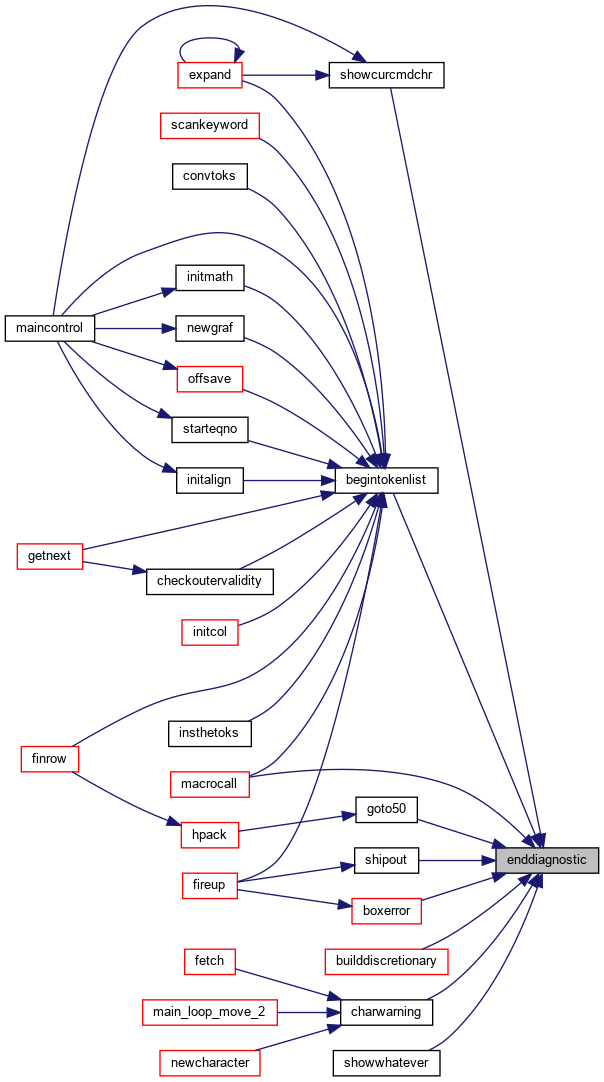 showcurcmdchr
expand
scankeyword
convtoks
initmath
maincontrol
newgraf
offsave
starteqno
initalign
begintokenlist
getnext
checkoutervalidity
initcol
insthetoks
finrow
macrocall
goto50
hpack
shipout
enddiagnostic
fireup
boxerror
builddiscretionary
fetch
main_loop_move_2
charwarning
newcharacter
showwhatever